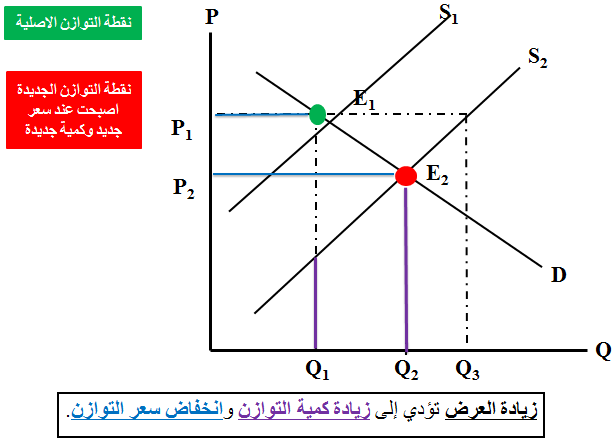 نقطة التوازن الاصلية
نقطة التوازن الجديدة
اصبحت عند سعر
جديد وكمية جديدة
P
S₁
S₂
E₁
P₁
E₂
P₂
D
Q
Q₁
Q₂
Q₃
زيادة العرض تؤدي إلى زيادة كمية التوازن وانخفاض سعر التوازن.